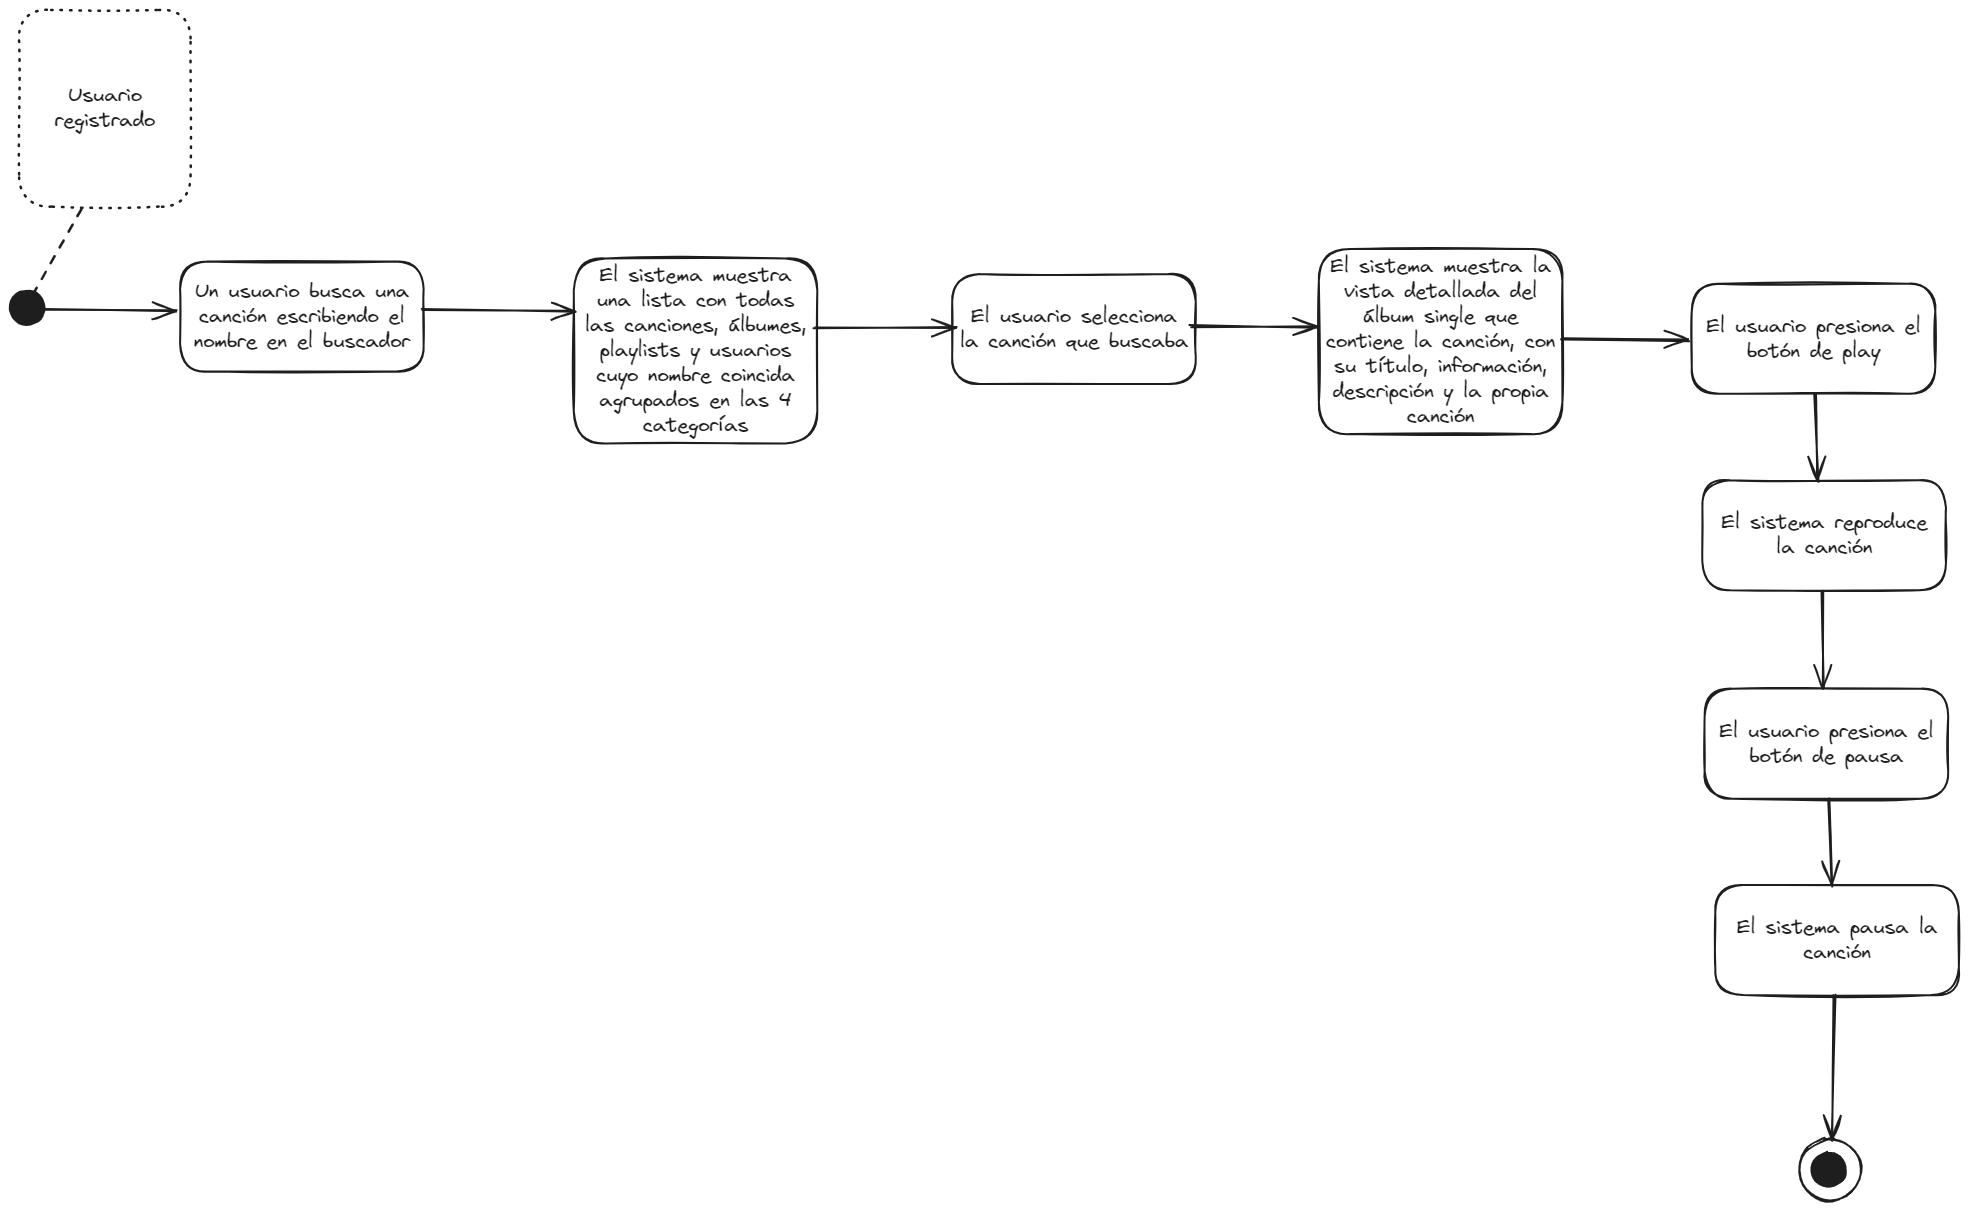 Usuario
registrado
Un usuario busca una
canción escribiendo el
nombre en el buscador
El sistema muestra
una lista con todas
las canciones, álbumes,
playlists y usuarios
cuyo nombre coincida
agrupados en las 4
categorías
El usuario selecciona
la canción que buscaba
El sistema muestra la
vista detallada del
álbum single que
contiene la canción, con
su título, información,
descripción y la propia
canción
El usuario presiona el
botón de play
El sistema reproduce
la canción
El usuario presiona el
botón de pausa
El sistema pausa la
canción